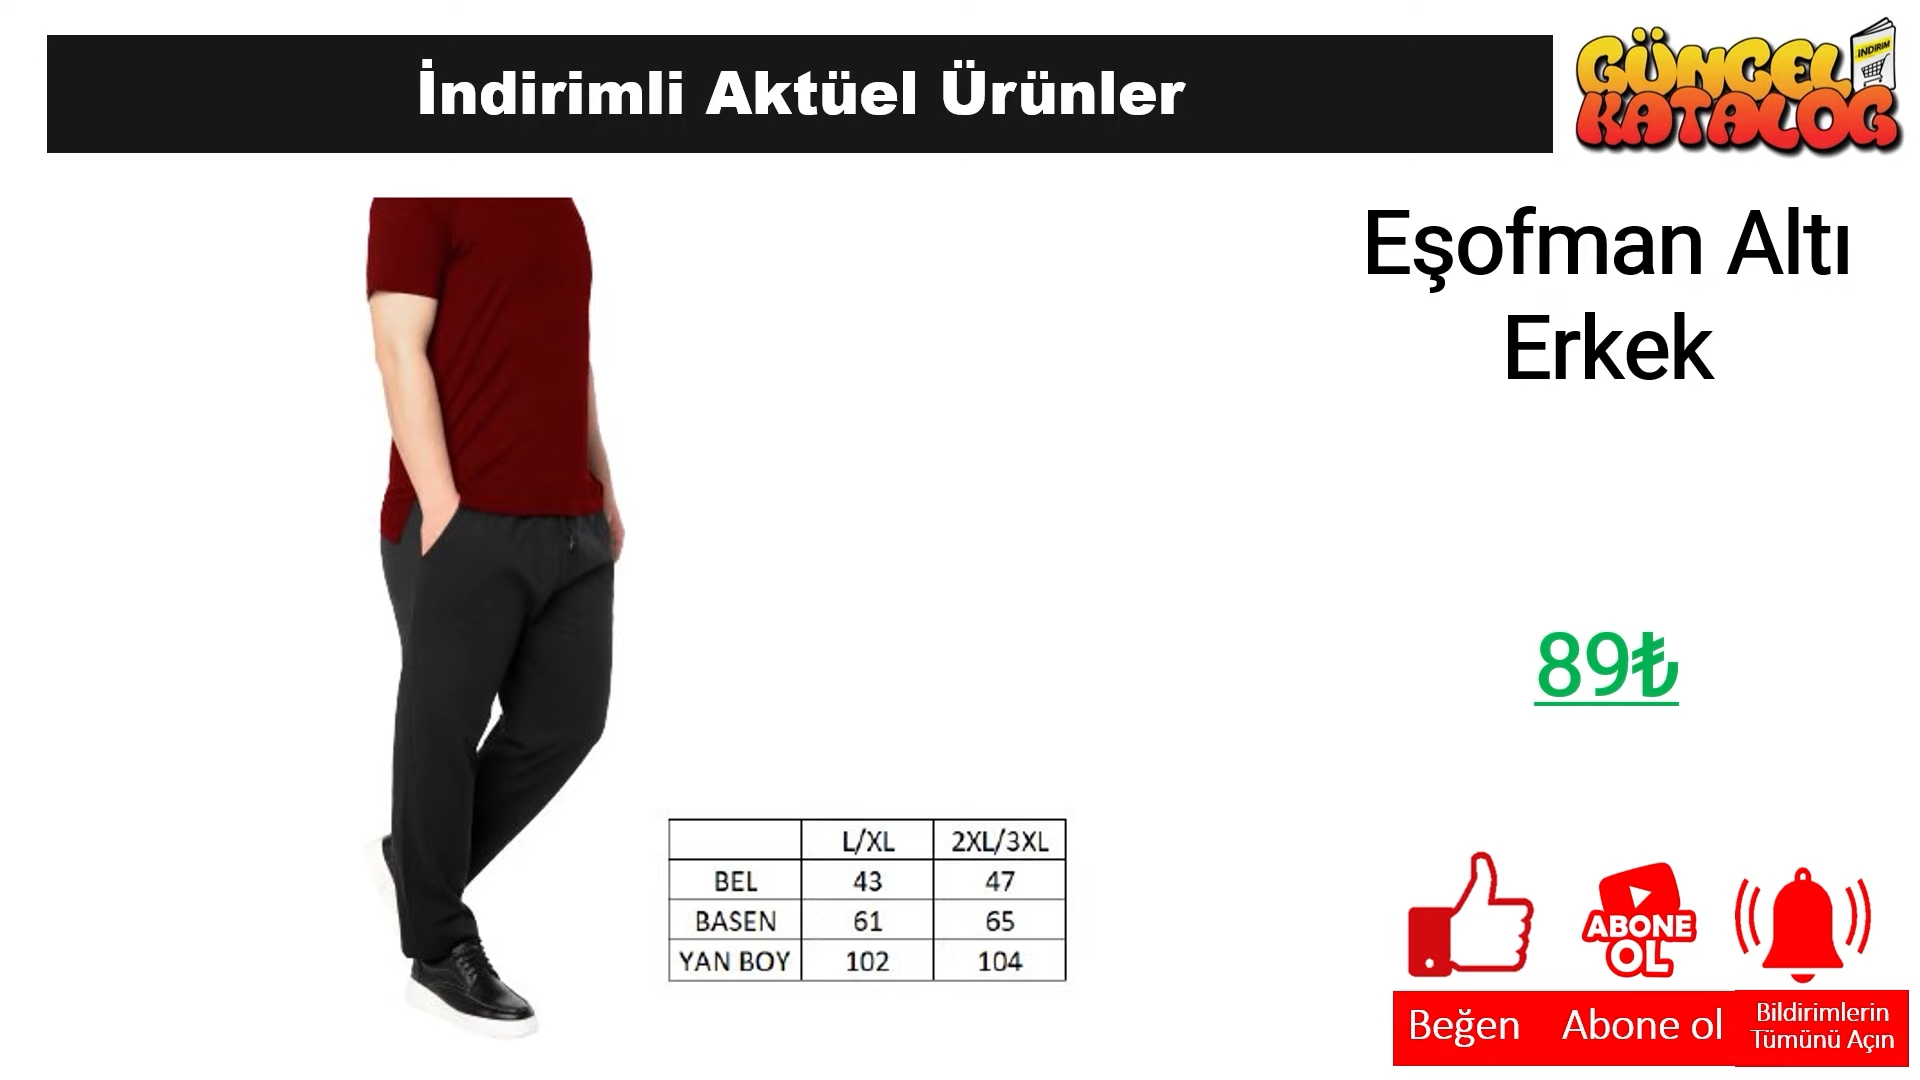 İndirimli Aktüel Ürünler
GÜNCEL
KATALOG
İNDİRİM
Eşofman Altı
Erkek
89₺
L/XL 2XL/3XL
BEL 43 47
BASEN 61 65
YAN BOY 102 104
ABONE
OL
Beğen
Abone ol
Bildirimlerin
Tümünü Açın